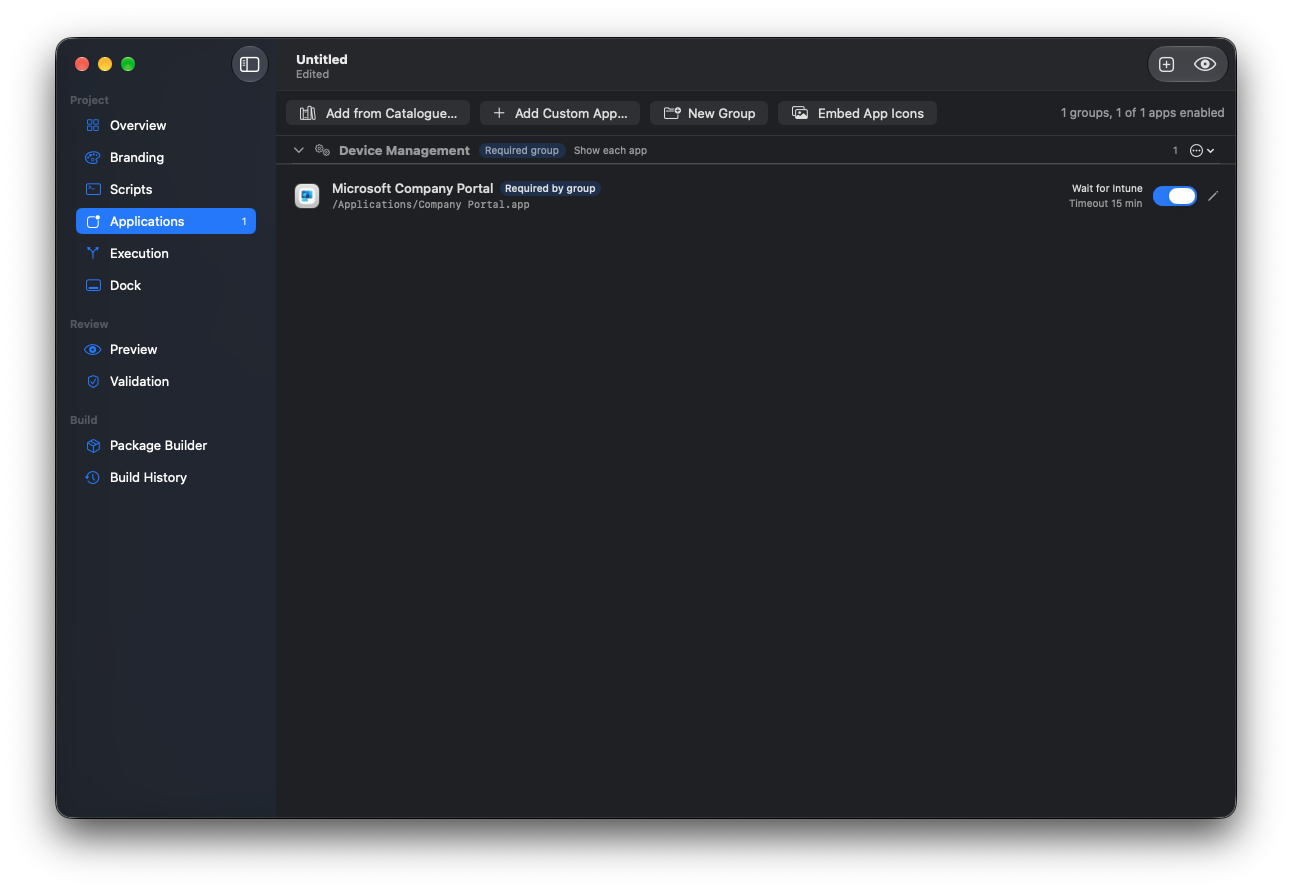 Untitled
Edited
Project
Overview
Branding
Scripts
Applications 1
Execution
Dock
Review
Preview
Validation
Build
Package Builder
Build History
Add from Catalogue...
Add Custom App...
New Group
Embed App Icons
1 groups, 1 of 1 apps enabled
Device Management Required group Show each app 1
Microsoft Company Portal Required by group
/Applications/Company Portal.app
Wait for Intune
Timeout 15 min